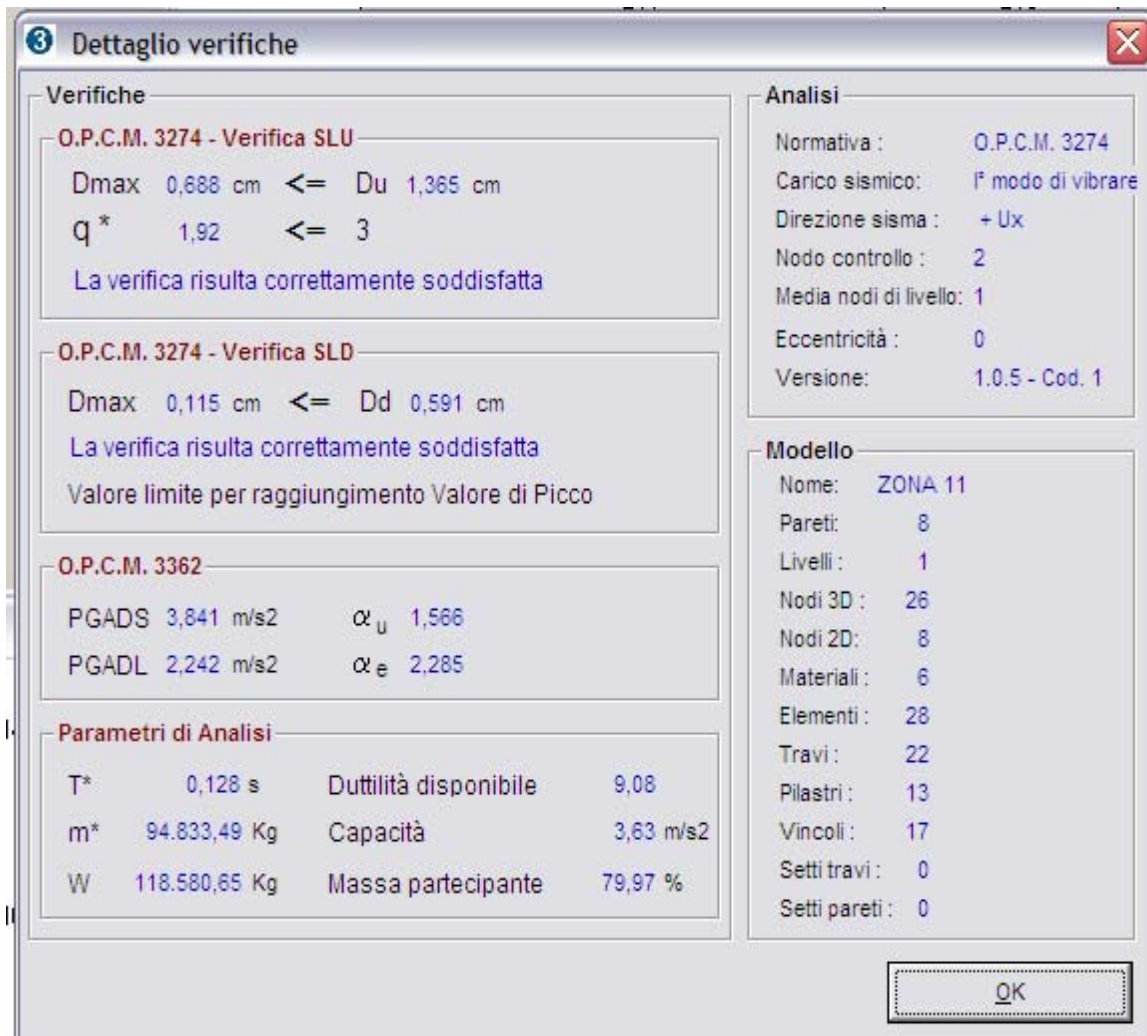 Dettaglio verifiche
Verifiche
O.P.C.M. 3274 - Verifica SLU
Dmax 0,688 cm <= Du 1,365 cm
q* 1,92 <= 3
La verifica risulta correttamente soddisfatta
O.P.C.M. 3274 - Verifica SLD
Dmax 0,115 cm <= Dd 0,591 cm
La verifica risulta correttamente soddisfatta
Valore limite per raggiungimento Valore di Picco
O.P.C.M. 3362
PGADS 3,841 m/s2 αu 1,566
PGADL 2,242 m/s2 αe 2,285
Parametri di Analisi
T* 0,128 s Duttilità disponibile 9,08
m* 94.833,49 Kg Capacità 3,63 m/s2
W 118.580,65 Kg Massa partecipante 79,97 %
Analisi
Normativa : O.P.C.M. 3274
Carico sismico: I° modo di vibrare
Direzione sisma : + Ux
Nodo controllo : 2
Media nodi di livello: 1
Eccentricità : 0
Versione: 1.0.5 - Cod. 1
Modello
Nome: ZONA 11
Pareti: 8
Livelli : 1
Nodi 3D : 26
Nodi 2D: 8
Materiali : 6
Elementi : 28
Travi : 22
Pilastri : 13
Vincoli : 17
Setti travi : 0
Setti pareti : 0
OK